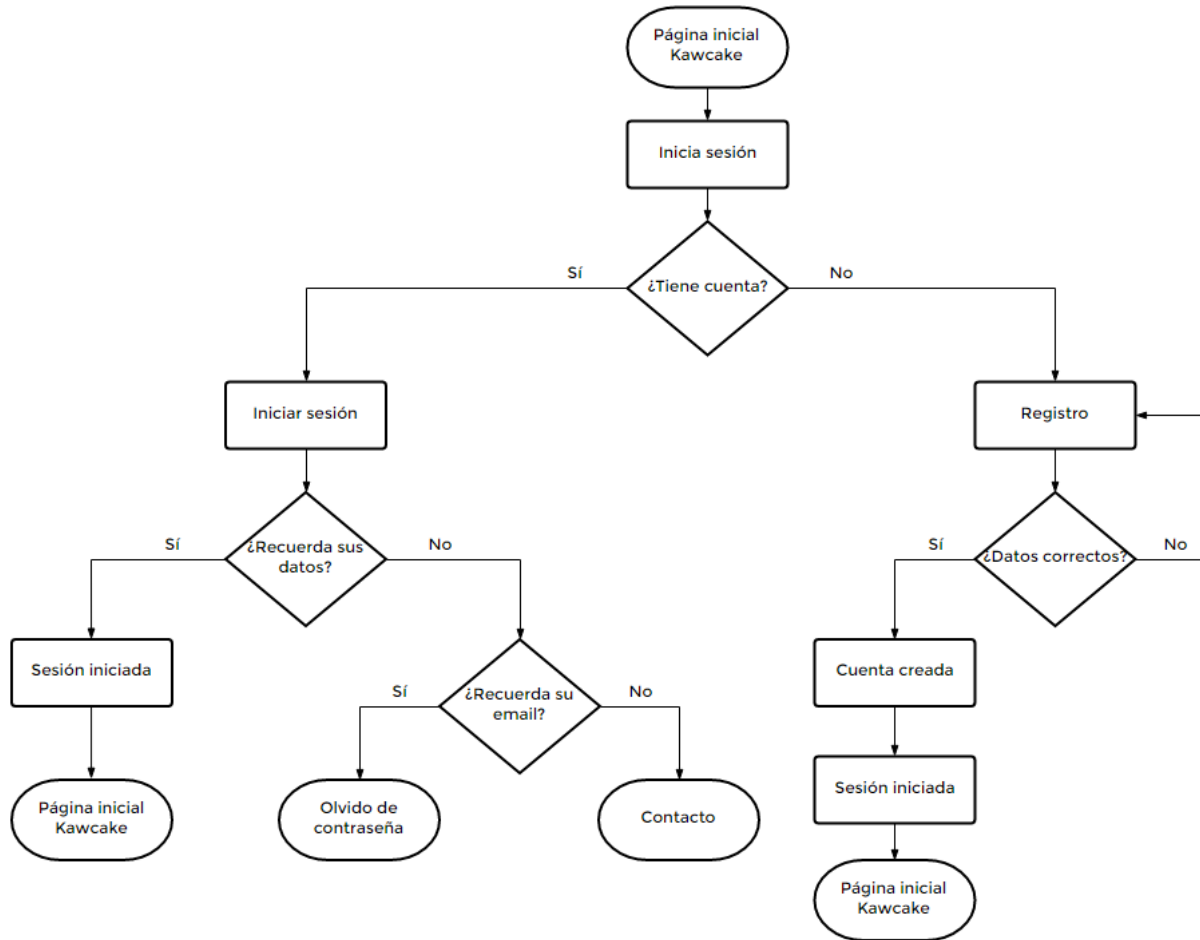 Página inicial
Kawcake
Inicia sesión
¿Tiene cuenta?
Sí
No
Iniciar sesión
Registro
¿Recuerda sus
datos?
Sí
No
¿Datos correctos?
Sí
No
Sesión iniciada
¿Recuerda su
email?
Sí
No
Cuenta creada
Página inicial
Kawcake
Olvido de
contraseña
Contacto
Sesión iniciada
Página inicial
Kawcake